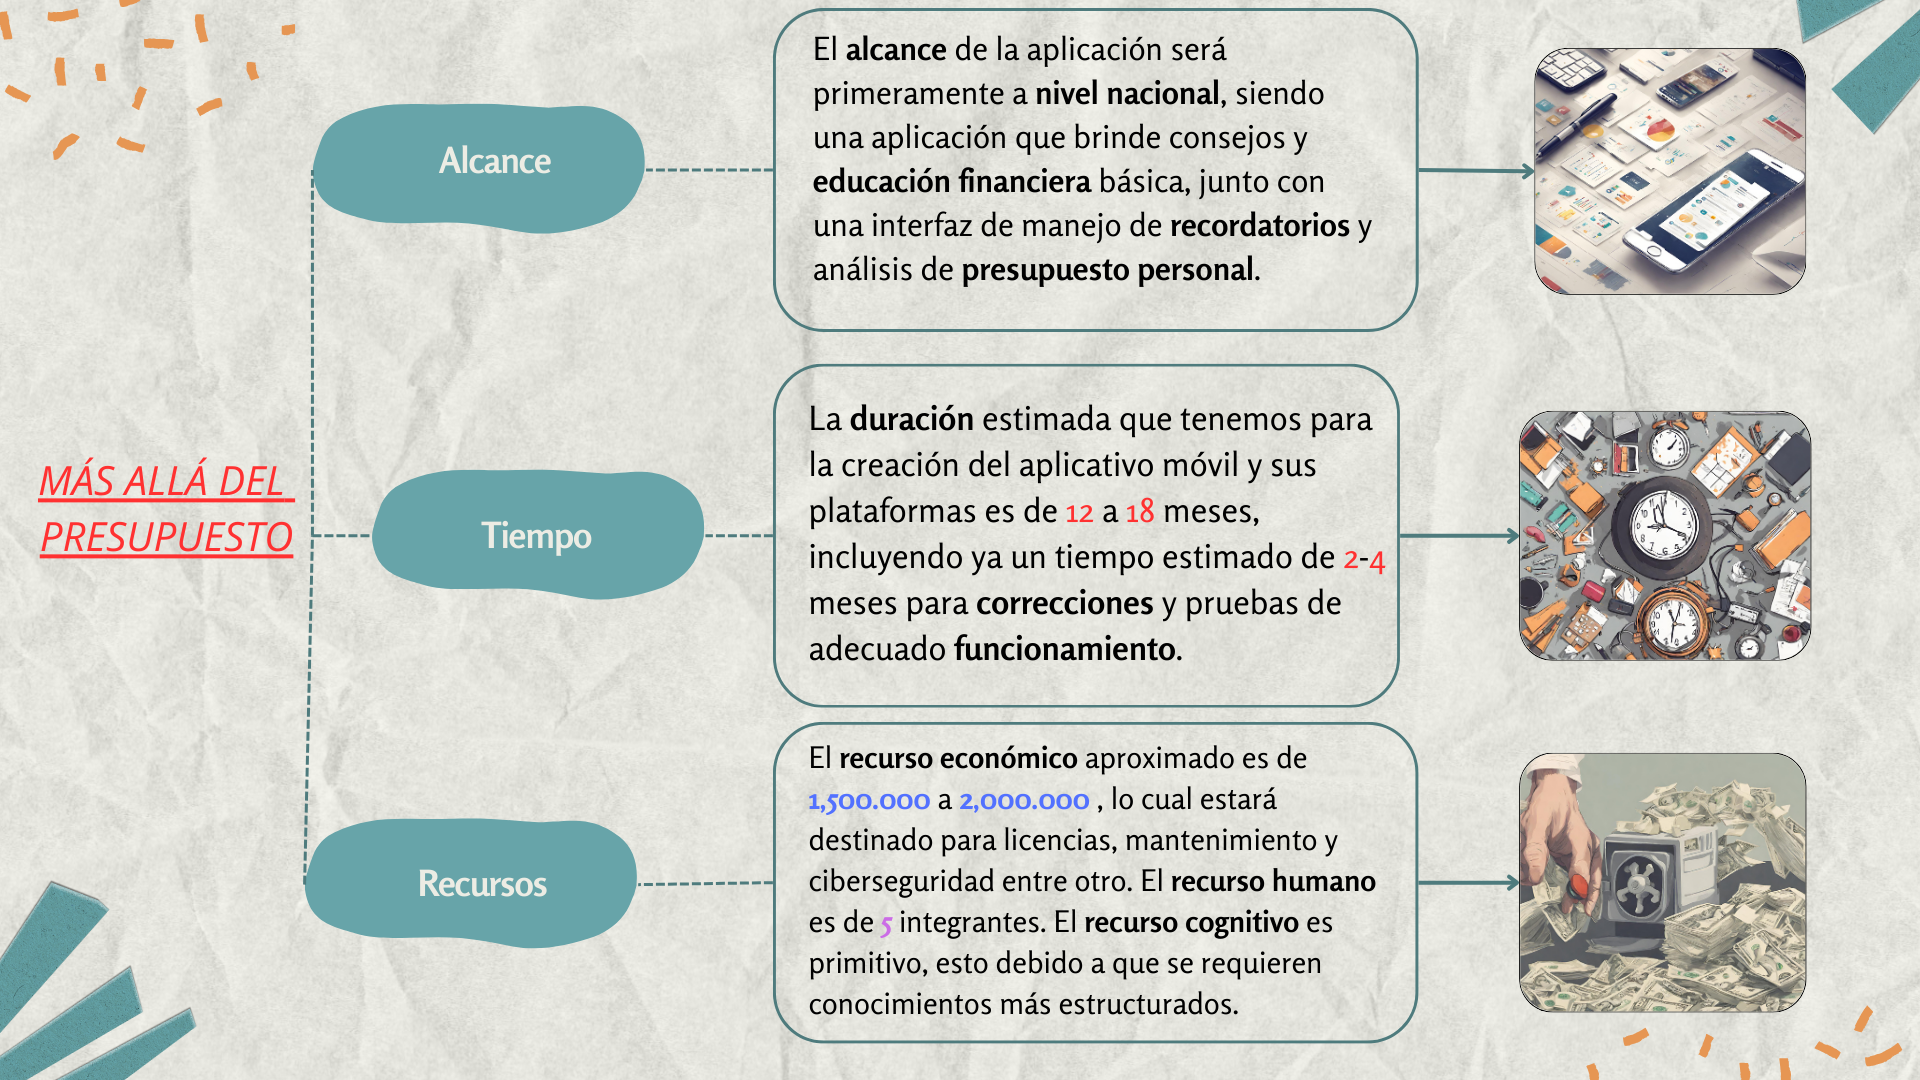 MÁS ALLÁ DEL
PRESUPUESTO
Alcance
El alcance de la aplicación será
primeramente a nivel nacional, siendo
una aplicación que brinde consejos y
educación financiera básica, junto con
una interfaz de manejo de recordatorios y
análisis de presupuesto personal.
Tiempo
La duración estimada que tenemos para
la creación del aplicativo móvil y sus
plataformas es de 12 a 18 meses,
incluyendo ya un tiempo estimado de 2-4
meses para correcciones y pruebas de
adecuado funcionamiento.
Recursos
El recurso económico aproximado es de
1,500.000 a 2,000.000 , lo cual estará
destinado para licencias, mantenimiento y
ciberseguridad entre otro. El recurso humano
es de 5 integrantes. El recurso cognitivo es
primitivo, esto debido a que se requieren
conocimientos más estructurados.